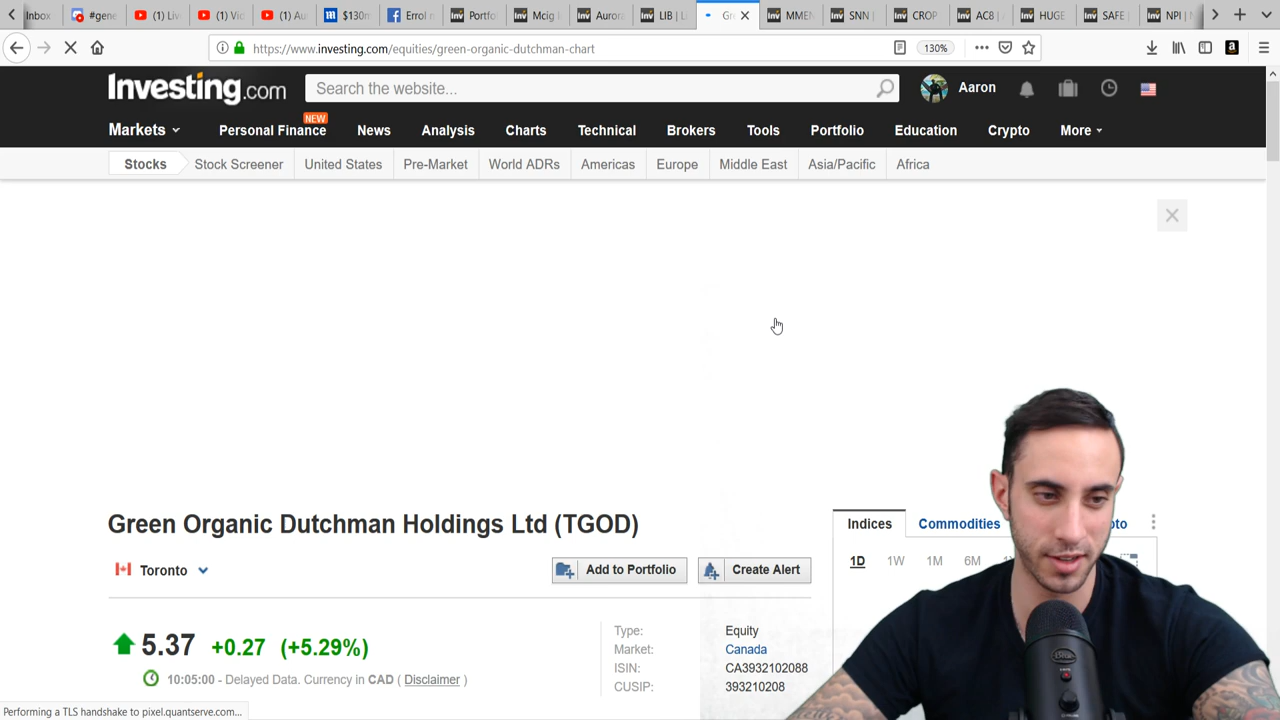 Inbox
#gene
(1) Live
(1) Vid
(1) Au
$130m
Errol n
Portfo
Mcig I
Aurora
LIB | L
Gr
MMEN
SNN |
CROP
AC8 |
HUGE
SAFE |
NPI | N
https://www.investing.com/equities/green-organic-dutchman-chart
130%
Investing.com
Search the website...
Aaron
Markets
NEW
Personal Finance
News
Analysis
Charts
Technical
Brokers
Tools
Portfolio
Education
Crypto
More
Stocks
Stock Screener
United States
Pre-Market
World ADRs
Americas
Europe
Middle East
Asia/Pacific
Africa
Green Organic Dutchman Holdings Ltd (TGOD)
Indices
Commodities
Toronto
Add to Portfolio
Create Alert
1D
1W
1M
6M
5.37 +0.27 (+5.29%)
10:05:00 - Delayed Data. Currency in CAD ( Disclaimer )
Type: Equity
Market: Canada
ISIN: CA3932102088
CUSIP: 393210208
Performing a TLS handshake to pixel.quantserve.com...